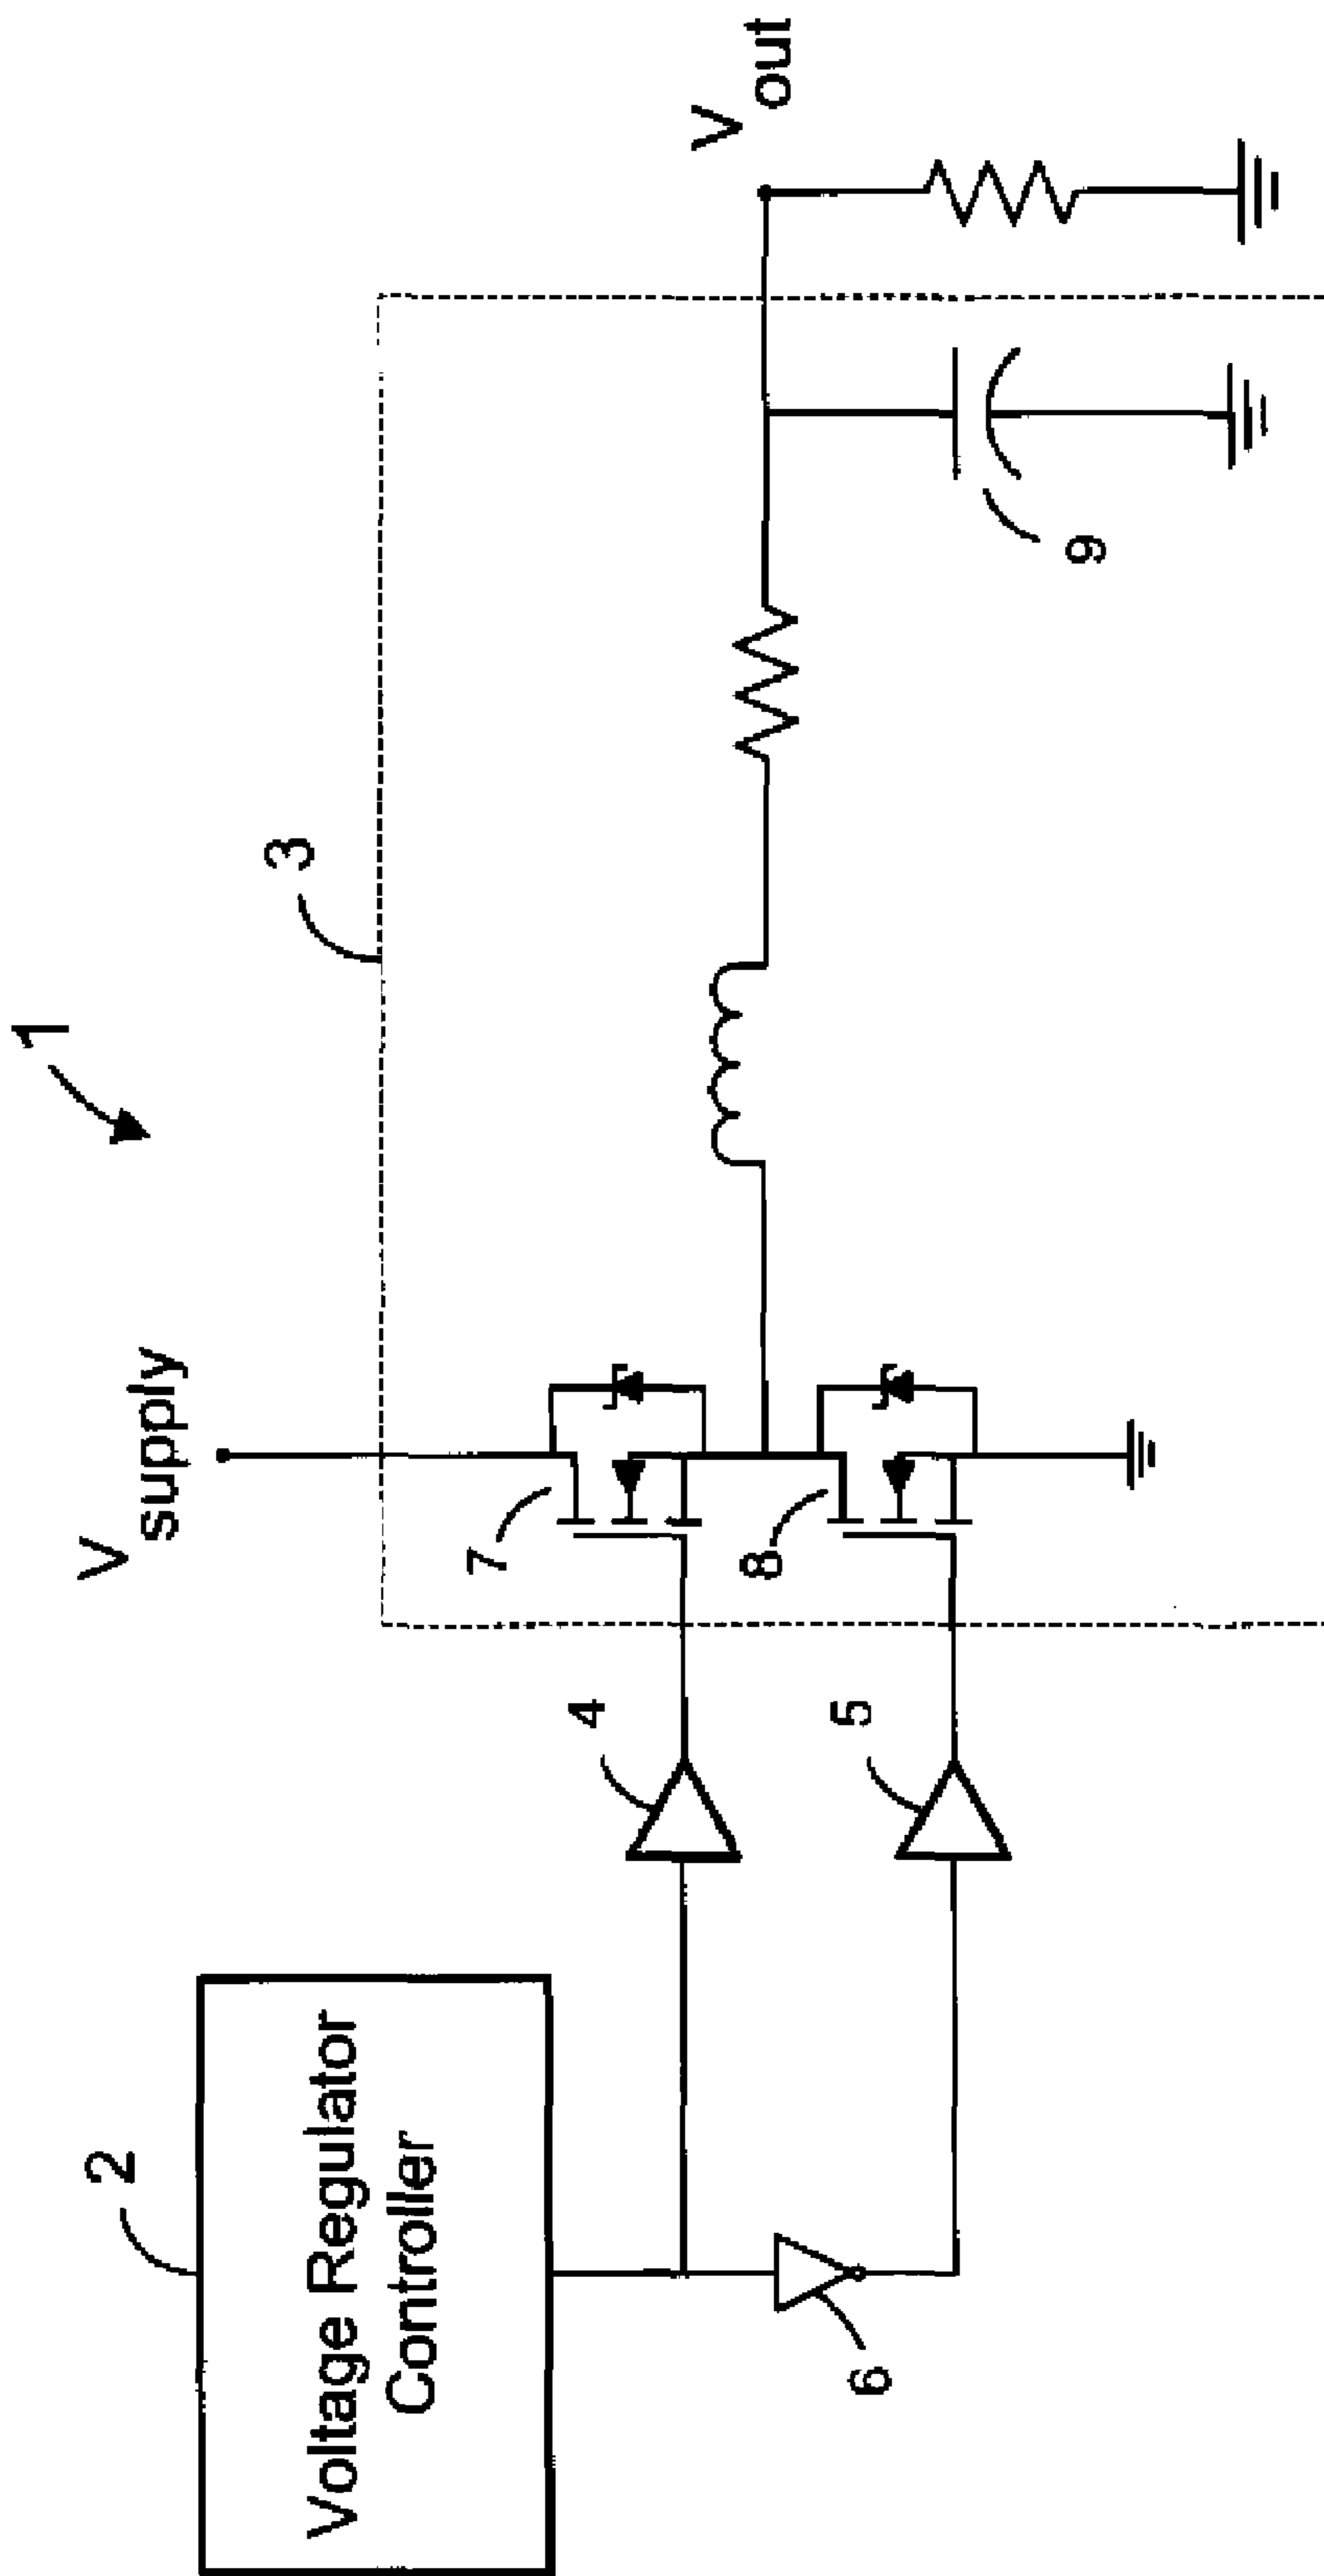 1
V
supply
3
V
out
2
Voltage Regulator
Controller
4
7
8
5
6
9